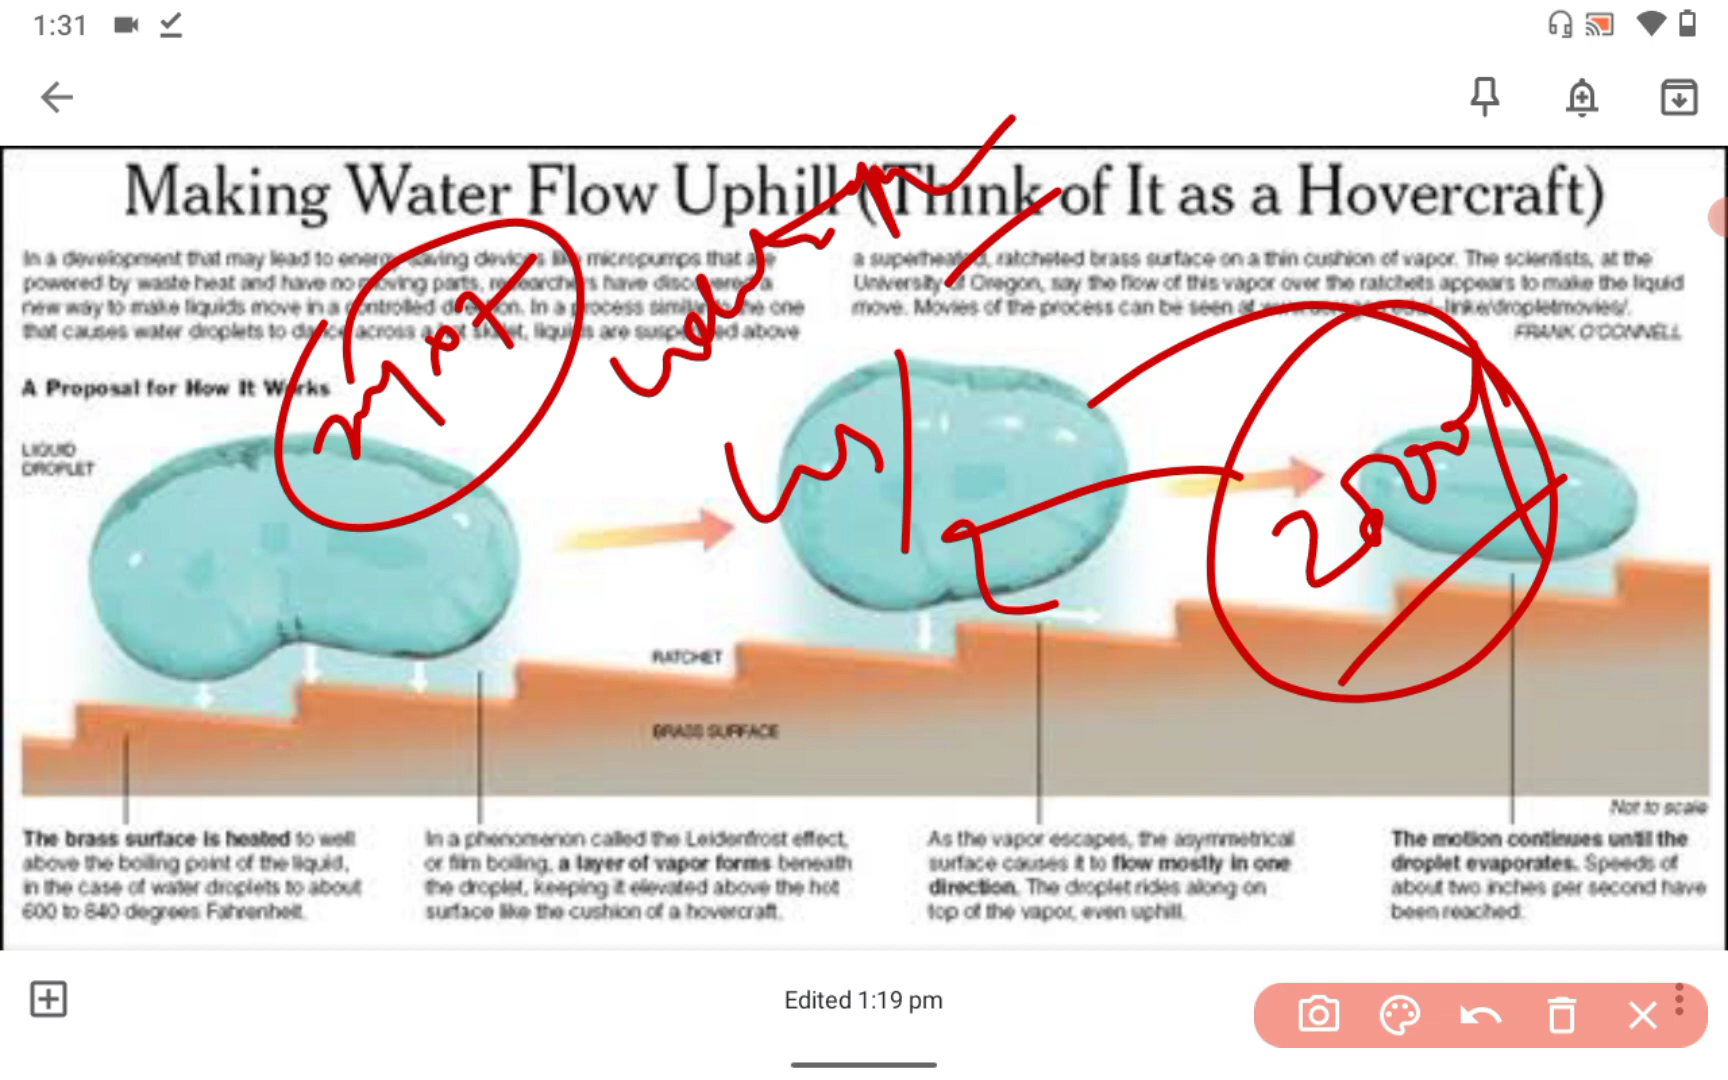 1:31
Making Water Flow Uphill (Think of It as a Hovercraft)
In a development that may lead to energy-saving devices like micropumps that are
powered by waste heat and have no moving parts, researchers have discovered a
new way to make liquids move in a controlled direction. In a process similar to the one
that causes water droplets to dance across a hot skillet, liquids are suspended above
a superheated, ratcheted brass surface on a thin cushion of vapor. The scientists, at the
University of Oregon, say the flow of this vapor over the ratchets appears to make the liquid
move. Movies of the process can be seen at linke/dropletmovies/.
FRANK O'CONNELL
A Proposal for How It Works
LIQUID
DROPLET
RATCHET
BRASS SURFACE
Not to scale
The brass surface is heated to well
above the boiling point of the liquid,
in the case of water droplets to about
600 to 840 degrees Fahrenheit.
In a phenomenon called the Leidenfrost effect,
or film boiling, a layer of vapor forms beneath
the droplet, keeping it elevated above the hot
surface like the cushion of a hovercraft.
As the vapor escapes, the asymmetrical
surface causes it to flow mostly in one
direction. The droplet rides along on
top of the vapor, even uphill.
The motion continues until the
droplet evaporates. Speeds of
about two inches per second have
been reached.
Edited 1:19 pm